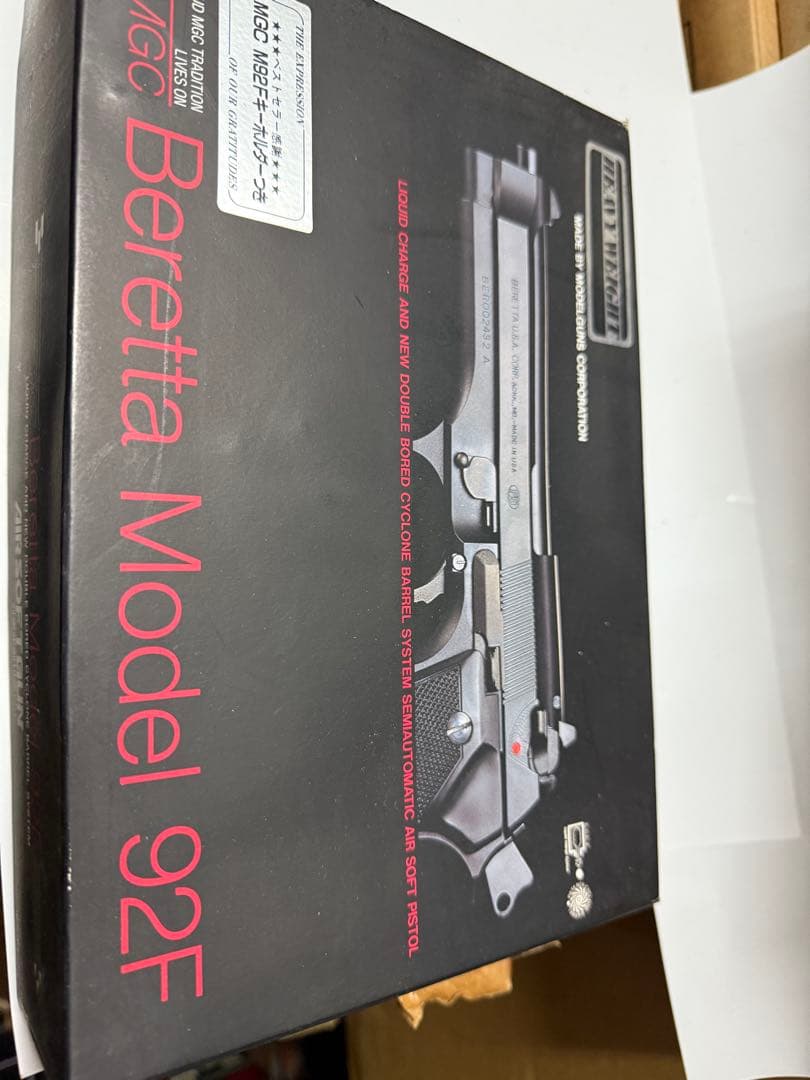 HEAVY WEIGHT
MADE BY MODELGUNS CORPORATION
BERETTA U.S.A. CORP.
MADE IN USA
BER002432 A
LIQUID CHARGE AND NEW DOUBLE BORED CYCLONE BARREL SYSTEM SEMIAUTOMATIC AIR SOFT PISTOL
THE EXPRESSION
★★★ベストセラー感謝★★★★
MGC M92Fキーホルダーつき
OF OUR GRATITUDES
MGC TRADITION
LIVES ON
MGC Beretta Model 92F
AIR SOFT GUN